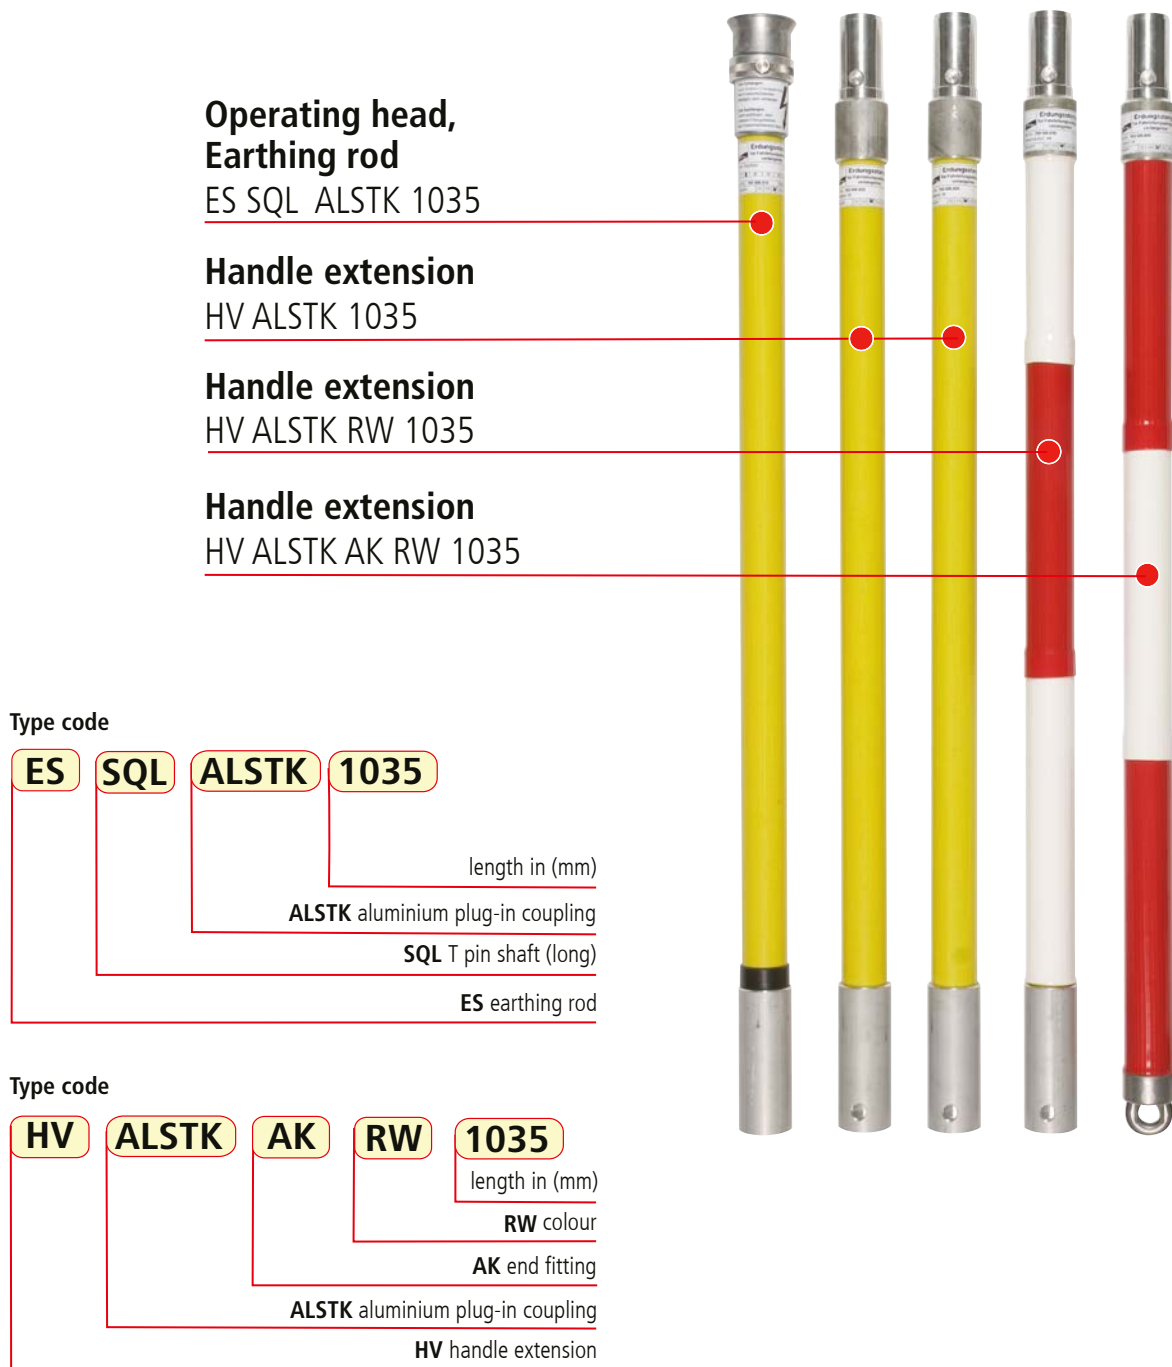 Operating head,
Earthing rod
ES SQL ALSTK 1035
Handle extension
HV ALSTK 1035
Handle extension
HV ALSTK RW 1035
Handle extension
HV ALSTK AK RW 1035
Type code
ES SQL ALSTK 1035
length in (mm)
ALSTK aluminium plug-in coupling
SQL T pin shaft (long)
ES earthing rod
Type code
HV ALSTK AK RW 1035
length in (mm)
RW colour
AK end fitting
ALSTK aluminium plug-in coupling
HV handle extension